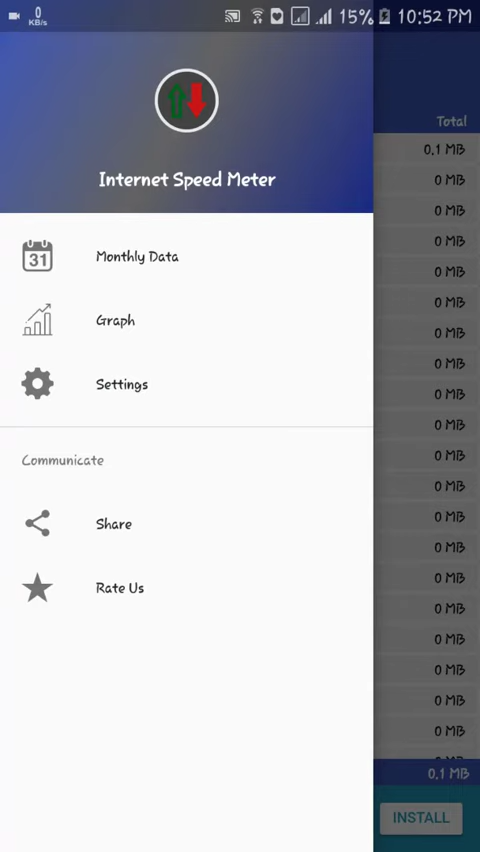 0
KB/s
15%
10:52 PM
Total
Internet Speed Meter
0.1 MB
0 MB
0 MB
31
Monthly Data
0 MB
0 MB
0 MB
Graph
0 MB
0 MB
Settings
0 MB
0 MB
Communicate
0 MB
0 MB
0 MB
Share
0 MB
0 MB
Rate Us
0 MB
0 MB
0 MB
0 MB
0 MB
0.1 MB
INSTALL